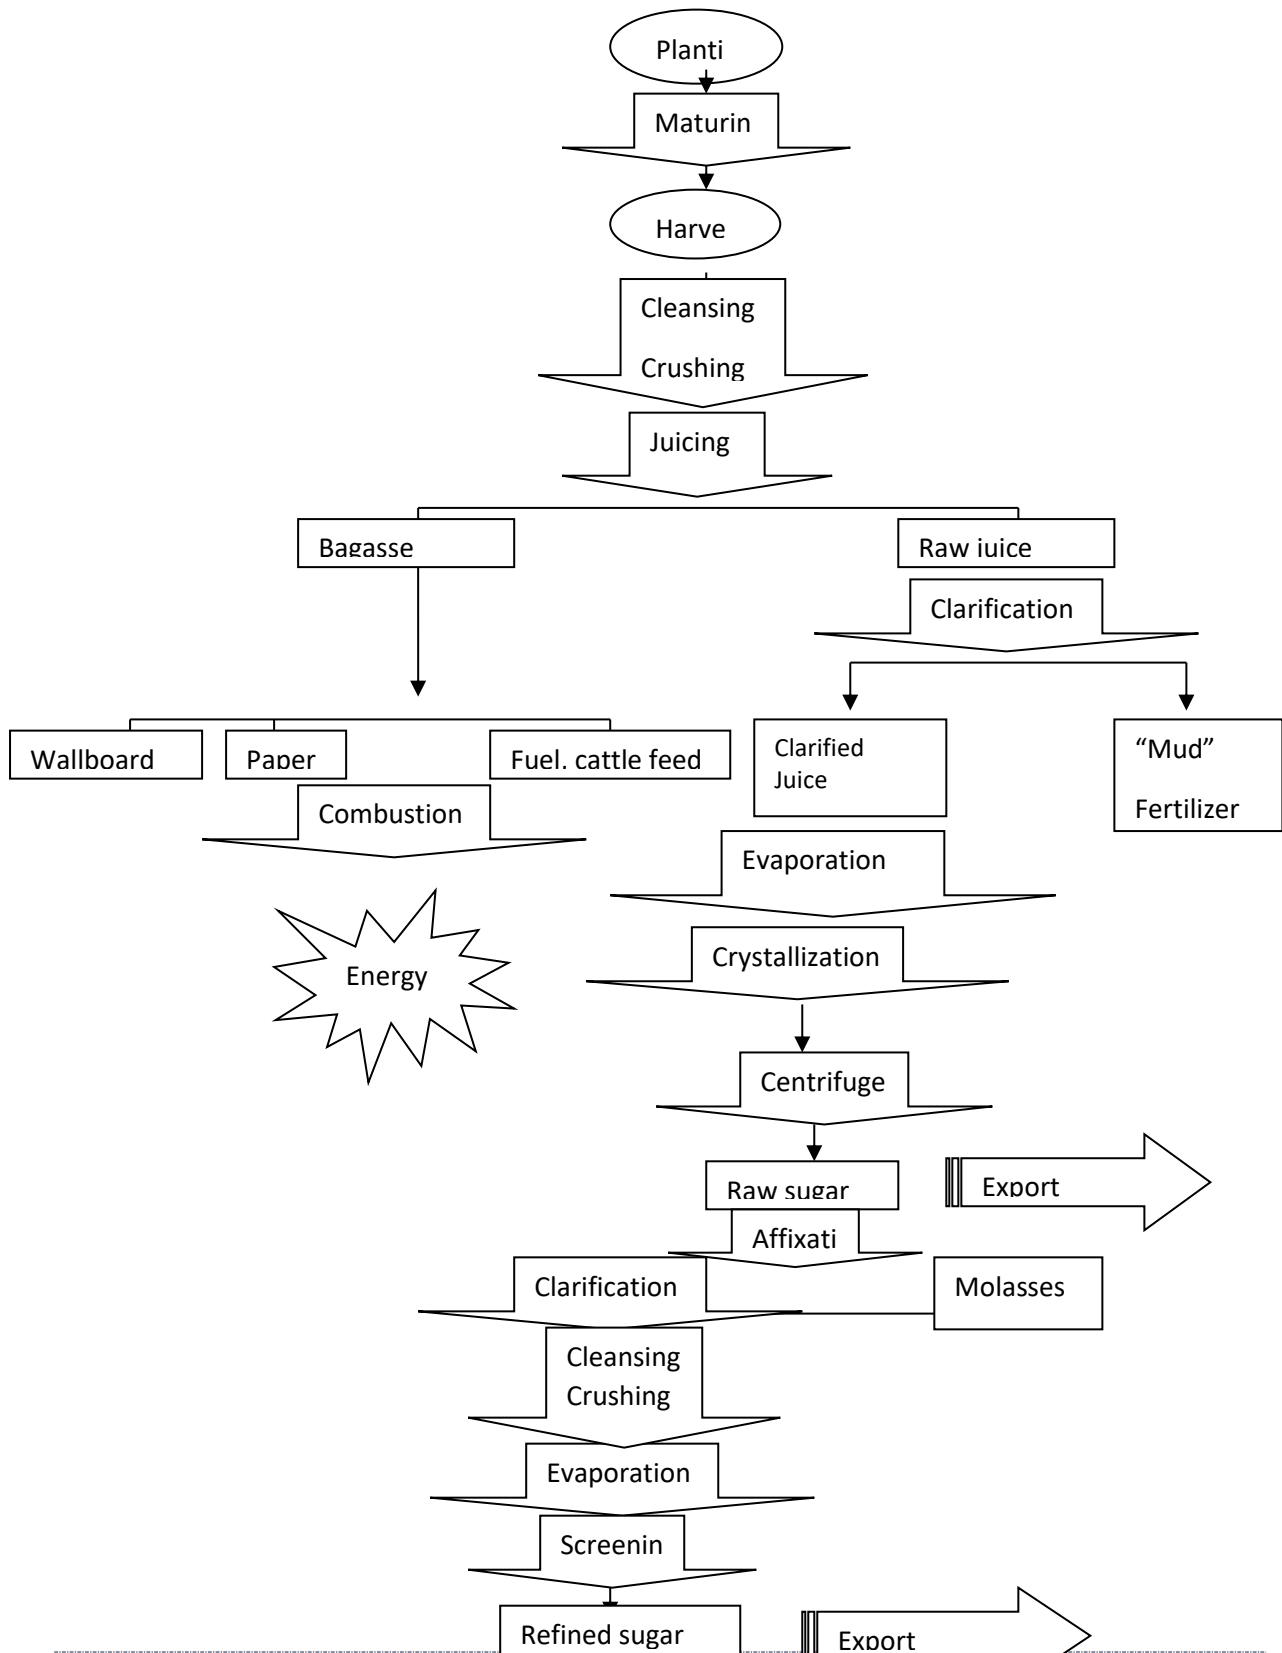 Planti
Maturin
Harve
Cleansing
Crushing
Juicing
Bagasse
Raw juice
Clarification
Wallboard
Paper
Fuel. cattle feed
Clarified
Juice
“Mud”
Fertilizer
Combustion
Evaporation
Energy
Crystallization
Centrifuge
Raw sugar
Export
Affixati
Clarification
Molasses
Cleansing
Crushing
Evaporation
Screenin
Refined sugar
Export